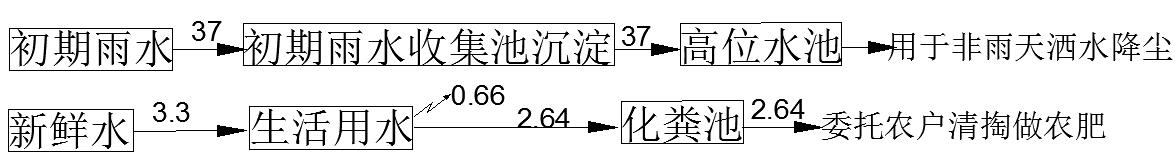 初期雨水 37 初期雨水收集池沉淀 37 高位水池 用于非雨天洒水降尘
新鲜水 3.3 生活用水 0.66 2.64 化粪池 2.64 委托农户清掏做农肥